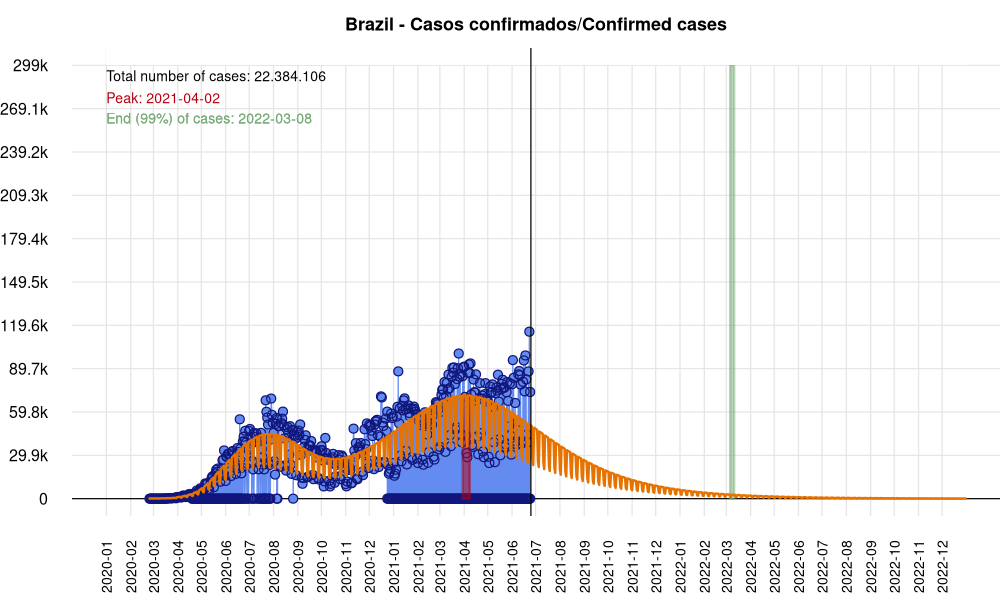 Brazil - Casos confirmados/Confirmed cases
299k
269.1k
239.2k
209.3k
179.4k
149.5k
119.6k
89.7k
59.8k
29.9k
0
Total number of cases: 22.384.106
Peak: 2021-04-02
End (99%) of cases: 2022-03-08
2020-01
2020-02
2020-03
2020-04
2020-05
2020-06
2020-07
2020-08
2020-09
2020-10
2020-11
2020-12
2021-01
2021-02
2021-03
2021-04
2021-05
2021-06
2021-07
2021-08
2021-09
2021-10
2021-11
2021-12
2022-01
2022-02
2022-03
2022-04
2022-05
2022-06
2022-07
2022-08
2022-09
2022-10
2022-11
2022-12